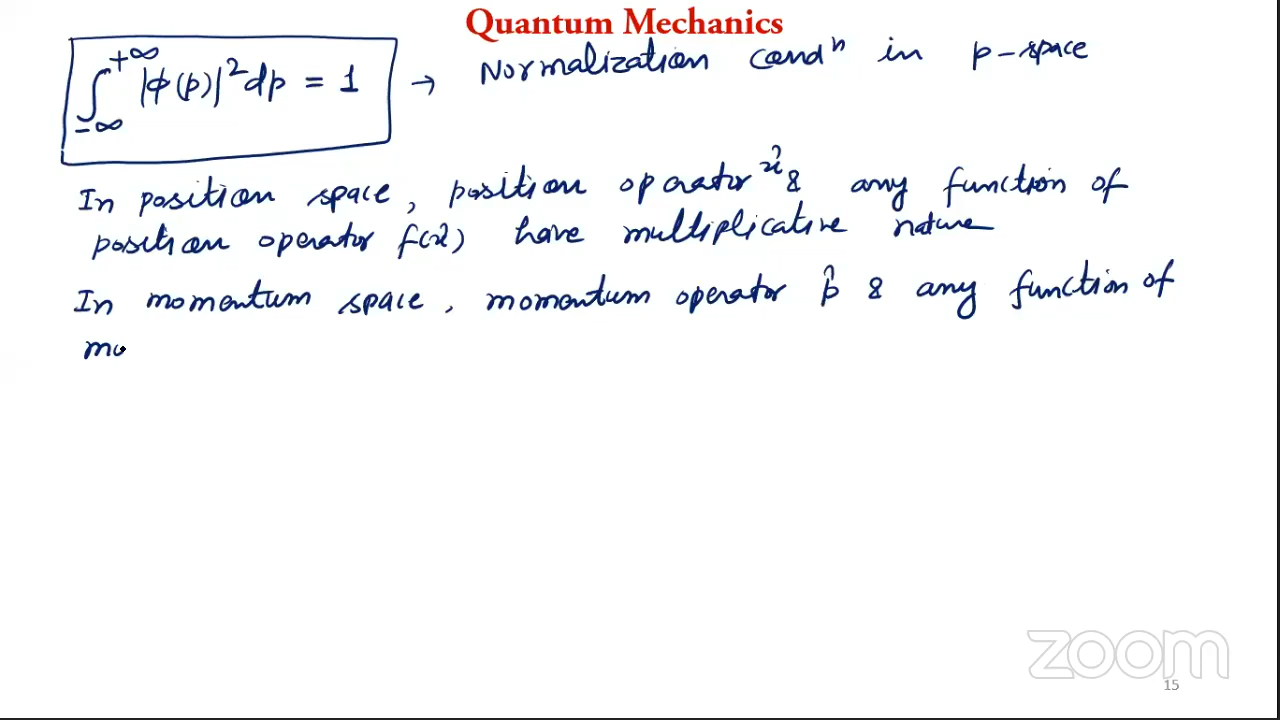 Quantum Mechanics
∫_{-∞}^{+∞} |ϕ(p)|² dp = 1 → Normalization condⁿ in p-space
In position space, position operator x̂ & any function of
position operator f(x) have multiplicative nature
In momentum space, momentum operator p̂ & any function of
mo
zoom
15